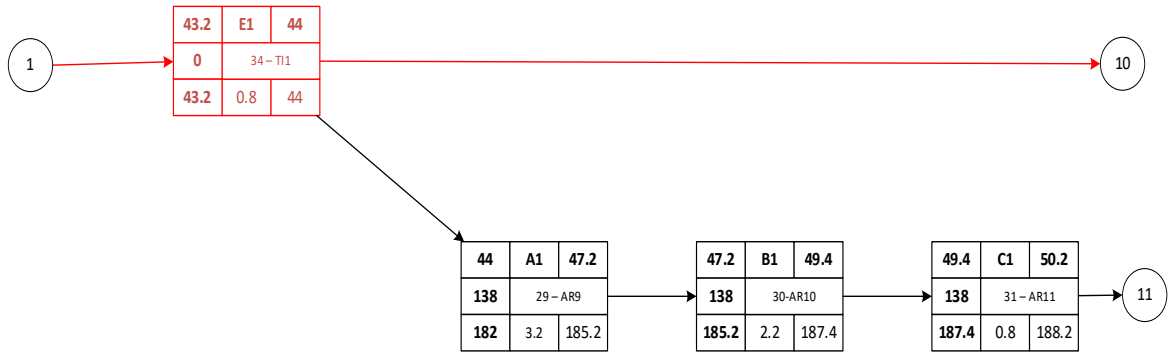 43.2 E1 44
1 0 34 – TI1 10
43.2 0.8 44
44 A1 47.2 47.2 B1 49.4 49.4 C1 50.2
138 29 – AR9 138 30-AR10 138 31 – AR11 11
182 3.2 185.2 185.2 2.2 187.4 187.4 0.8 188.2